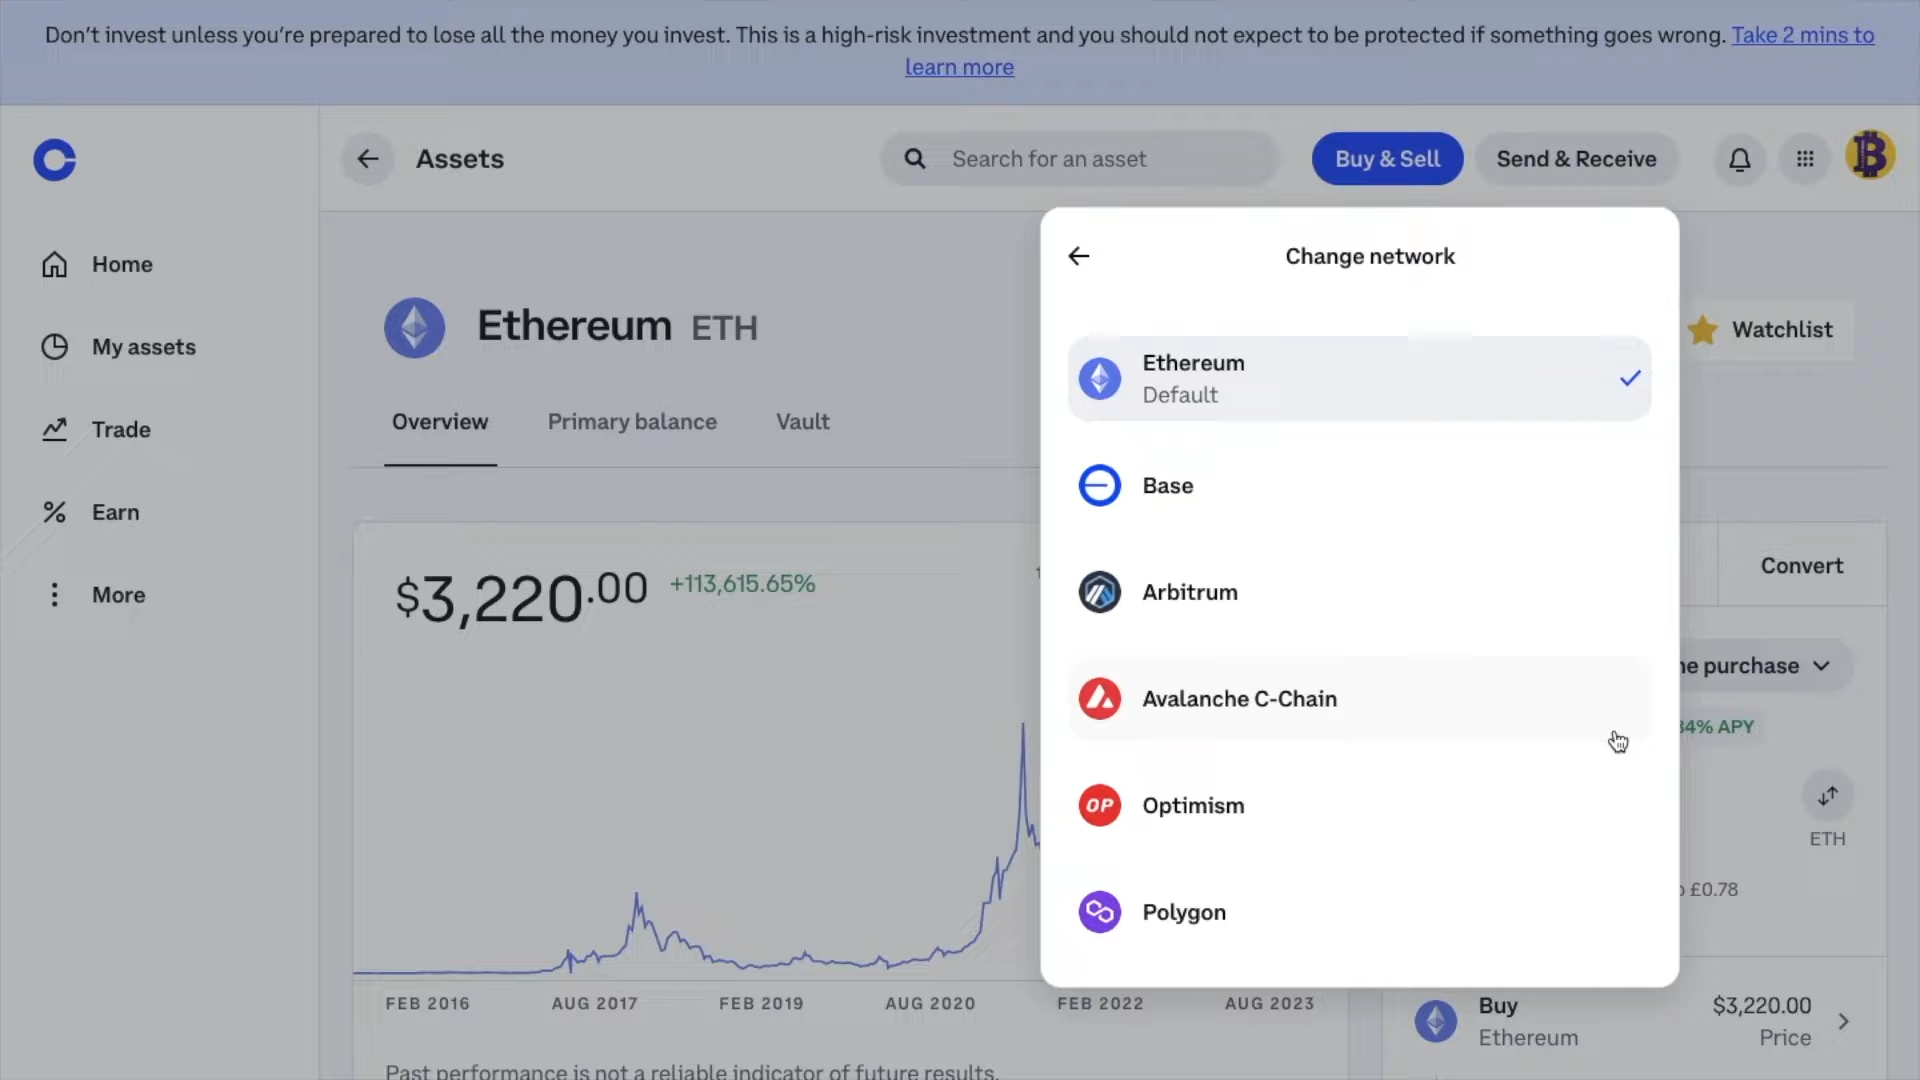 Don’t invest unless you’re prepared to lose all the money you invest. This is a high-risk investment and you should not expect to be protected if something goes wrong. Take 2 mins to
learn more
Assets
Search for an asset
Buy & Sell
Send & Receive
Home
My assets
Trade
Earn
More
Ethereum ETH
Watchlist
Overview
Primary balance
Vault
$3,220.00 +113,615.65%
Change network
Ethereum
Default
Base
Arbitrum
Avalanche C-Chain
OP
Optimism
Polygon
Convert
purchase
34% APY
ETH
£0.78
FEB 2016
AUG 2017
FEB 2019
AUG 2020
FEB 2022
AUG 2023
Buy
Ethereum
$3,220.00
Price
Past performance is not a reliable indicator of future results.